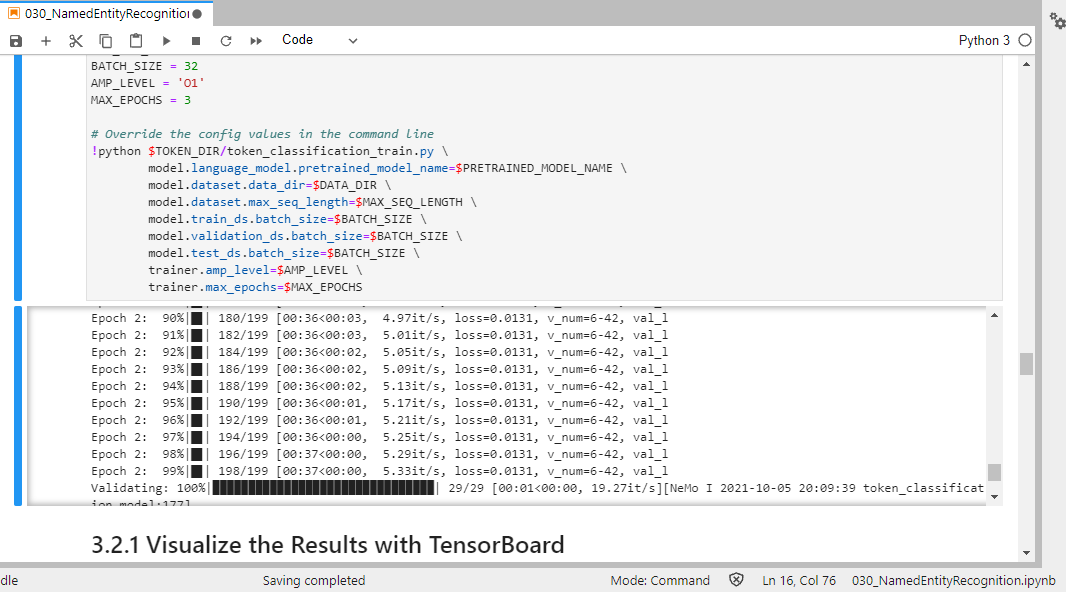 030_NamedEntityRecognition
Code
Python 3
BATCH_SIZE = 32
AMP_LEVEL = 'O1'
MAX_EPOCHS = 3
# Override the config values in the command line
!python $TOKEN_DIR/token_classification_train.py \
model.language_model.pretrained_model_name=$PRETRAINED_MODEL_NAME \
model.dataset.data_dir=$DATA_DIR \
model.dataset.max_seq_length=$MAX_SEQ_LENGTH \
model.train_ds.batch_size=$BATCH_SIZE \
model.validation_ds.batch_size=$BATCH_SIZE \
model.test_ds.batch_size=$BATCH_SIZE \
trainer.amp_level=$AMP_LEVEL \
trainer.max_epochs=$MAX_EPOCHS
Epoch 2:  90%|██| 180/199 [00:36<00:03,  4.97it/s, loss=0.0131, v_num=6-42, val_l
Epoch 2:  91%|██| 182/199 [00:36<00:03,  5.01it/s, loss=0.0131, v_num=6-42, val_l
Epoch 2:  92%|██| 184/199 [00:36<00:02,  5.05it/s, loss=0.0131, v_num=6-42, val_l
Epoch 2:  93%|██| 186/199 [00:36<00:02,  5.09it/s, loss=0.0131, v_num=6-42, val_l
Epoch 2:  94%|██| 188/199 [00:36<00:02,  5.13it/s, loss=0.0131, v_num=6-42, val_l
Epoch 2:  95%|██| 190/199 [00:36<00:01,  5.17it/s, loss=0.0131, v_num=6-42, val_l
Epoch 2:  96%|██| 192/199 [00:36<00:01,  5.21it/s, loss=0.0131, v_num=6-42, val_l
Epoch 2:  97%|██| 194/199 [00:36<00:00,  5.25it/s, loss=0.0131, v_num=6-42, val_l
Epoch 2:  98%|██| 196/199 [00:37<00:00,  5.29it/s, loss=0.0131, v_num=6-42, val_l
Epoch 2:  99%|██| 198/199 [00:37<00:00,  5.33it/s, loss=0.0131, v_num=6-42, val_l
Validating: 100%|███████████████████████████████| 29/29 [00:01<00:00, 19.27it/s][NeMo I 2021-10-05 20:09:39 token_classificat
ion_model:177]
3.2.1 Visualize the Results with TensorBoard
dle
Saving completed
Mode: Command
Ln 16, Col 76
030_NamedEntityRecognition.ipynb